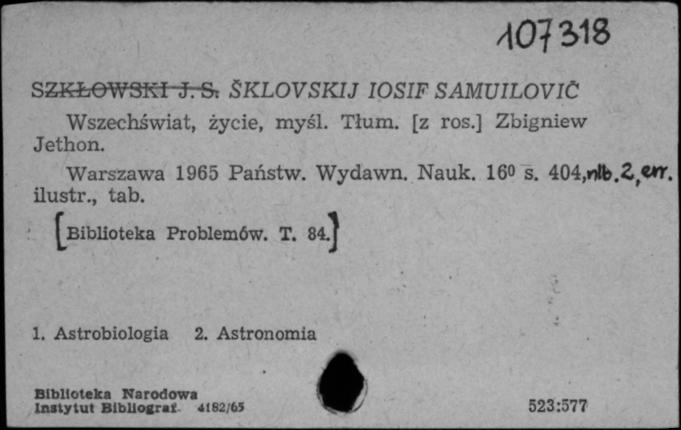 107318
SZKŁOWSKI J. S. ŠKLOVSKIJ IOSIF SAMUILOVIČ
Wszechświat, życie, myśl. Tłum. [z ros.] Zbigniew
Jethon.
Warszawa 1965 Państw. Wydawn. Nauk. 16⁰ s. 404, nlb. 2, err.
ilustr., tab.
[Biblioteka Problemów. T. 84.]
1. Astrobiologia 2. Astronomia
Biblioteka Narodowa
Instytut Bibliograf. 4182/65
523:577